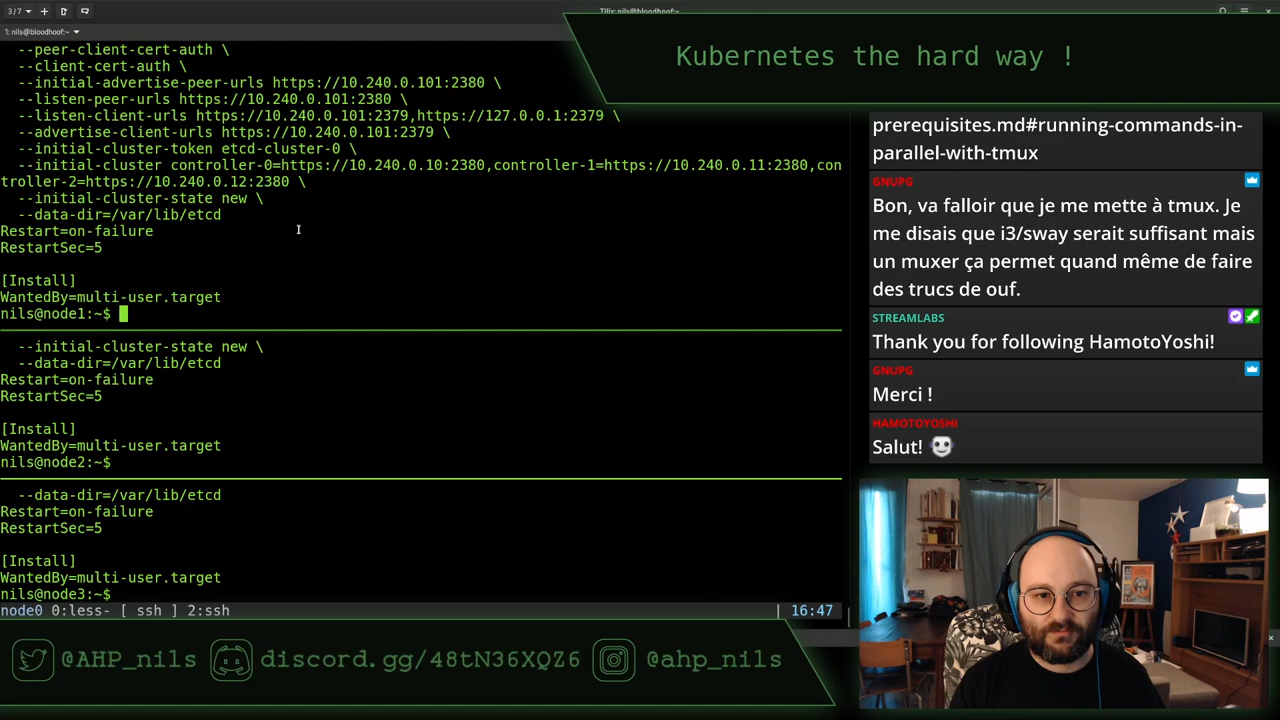 3/7
Tilix: nils@bloodhoof:~
1: nils@bloodhoof:~
Kubernetes the hard way !
--peer-client-cert-auth \
--client-cert-auth \
--initial-advertise-peer-urls https://10.240.0.101:2380 \
--listen-peer-urls https://10.240.0.101:2380 \
--listen-client-urls https://10.240.0.101:2379,https://127.0.0.1:2379 \
--advertise-client-urls https://10.240.0.101:2379 \
--initial-cluster-token etcd-cluster-0 \
--initial-cluster controller-0=https://10.240.0.10:2380,controller-1=https://10.240.0.11:2380,con
troller-2=https://10.240.0.12:2380 \
--initial-cluster-state new \
--data-dir=/var/lib/etcd
Restart=on-failure
RestartSec=5
[Install]
WantedBy=multi-user.target
nils@node1:~$
--initial-cluster-state new \
--data-dir=/var/lib/etcd
Restart=on-failure
RestartSec=5
[Install]
WantedBy=multi-user.target
nils@node2:~$
--data-dir=/var/lib/etcd
Restart=on-failure
RestartSec=5
[Install]
WantedBy=multi-user.target
nils@node3:~$
node0 0:less- [ ssh ] 2:ssh | 16:47
prerequisites.md#running-commands-in-
parallel-with-tmux
GNUPG
Bon, va falloir que je me mette à tmux. Je
me disais que i3/sway serait suffisant mais
un muxer ça permet quand même de faire
des trucs de ouf.
STREAMLABS
Thank you for following HamotoYoshi!
GNUPG
Merci !
HAMOTOYOSHI
Salut!
@AHP_nils discord.gg/48tN36XQZ6 @ahp_nils